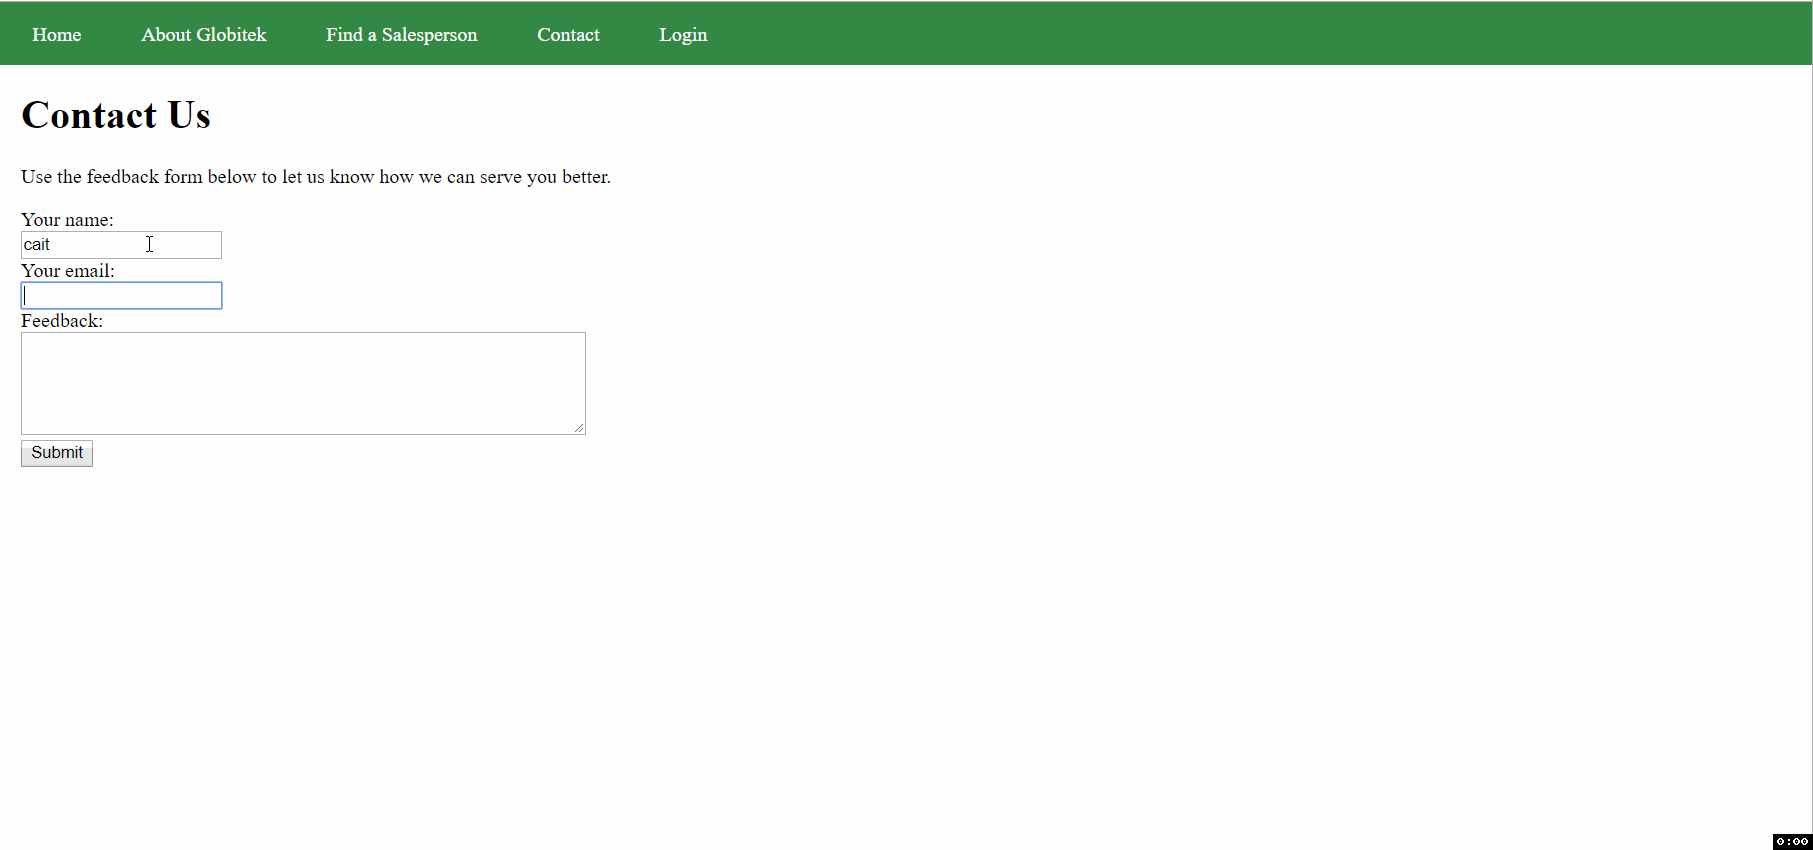 Home About Globitek Find a Salesperson Contact Login
Contact Us
Use the feedback form below to let us know how we can serve you better.
Your name:
cait
Your email:
Feedback:
Submit
0:00